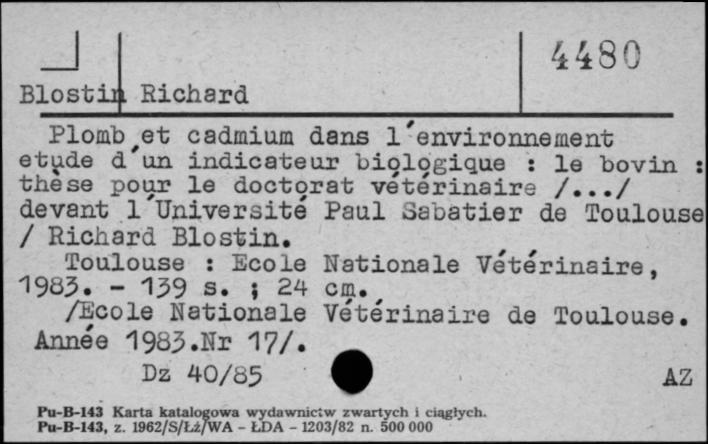 4480
Blostin Richard
Plomb et cadmium dans l'environnement
étude d'un indicateur biologique : le bovin :
thèse pour le doctorat vétérinaire /.../
devant l'Université Paul Sabatier de Toulouse
/ Richard Blostin.
Toulouse : Ecole Nationale Vétérinaire,
1983. - 139 s. ; 24 cm.
/Ecole Nationale Vétérinaire de Toulouse.
Année 1983.Nr 17/.
Dz 40/85
AZ
Pu-B-143 Karta katalogowa wydawnictw zwartych i ciągłych.
Pu-B-143, z. 1962/S/Łż/WA - ŁDA - 1203/82 n. 500 000